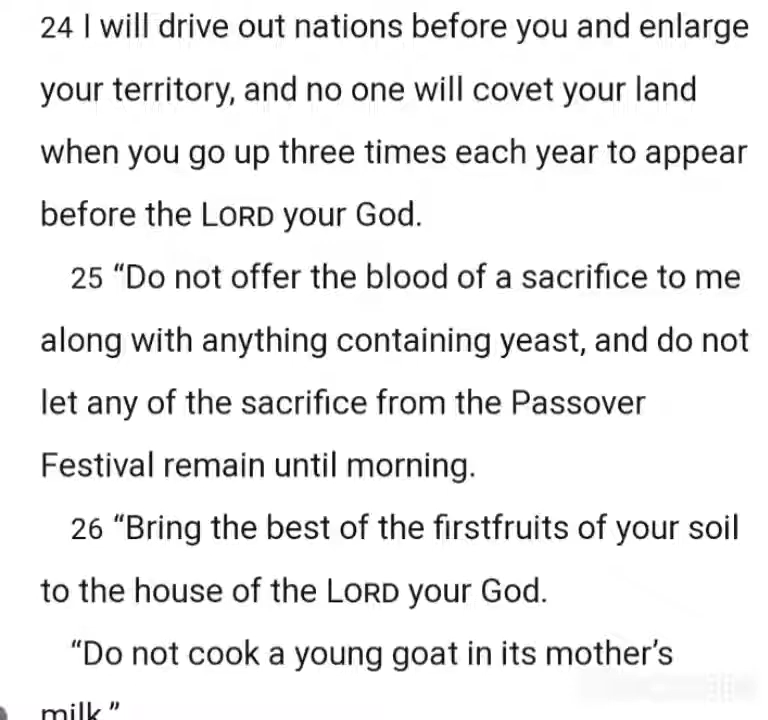 24 I will drive out nations before you and enlarge
your territory, and no one will covet your land
when you go up three times each year to appear
before the LORD your God.
25 “Do not offer the blood of a sacrifice to me
along with anything containing yeast, and do not
let any of the sacrifice from the Passover
Festival remain until morning.
26 “Bring the best of the firstfruits of your soil
to the house of the LORD your God.
“Do not cook a young goat in its mother’s
milk.”